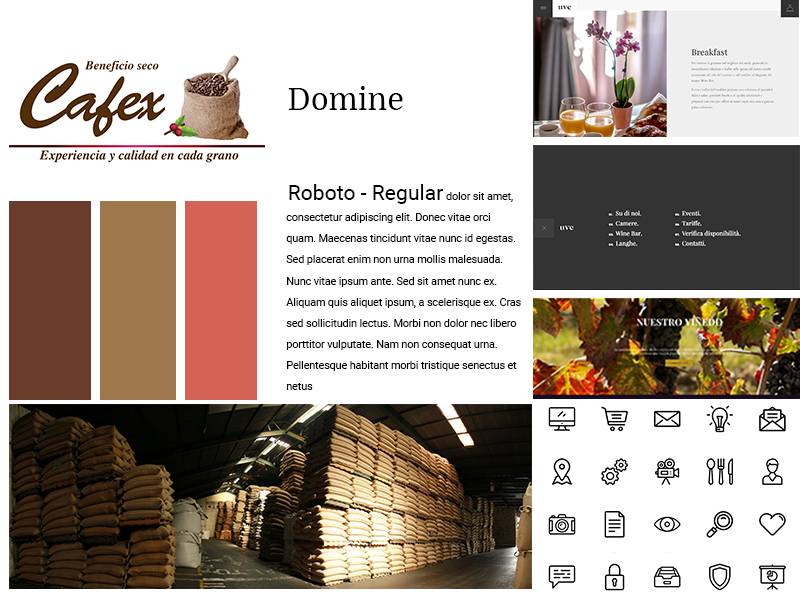 Beneficio seco
Cafex
Experiencia y calidad en cada grano
Domine
Roboto - Regular dolor sit amet,
consectetur adipiscing elit. Donec vitae orci
quam. Maecenas tincidunt vitae nunc id egestas.
Sed placerat enim non urna mollis malesuada.
Nunc vitae ipsum ante. Sed sit amet nunc ex.
Aliquam quis aliquet ipsum, a scelerisque ex. Cras
sed sollicitudin lectus. Morbi non dolor nec libero
porttitor vulputate. Nam non consequat urna.
Pellentesque habitant morbi tristique senectus et
netus
uve
Breakfast
uve
Su di noi.
Camere.
Wine Bar.
Langhe.
Eventi.
Tariffe.
Verifica disponibilità.
Contatti.
NUESTRO VIÑEDO